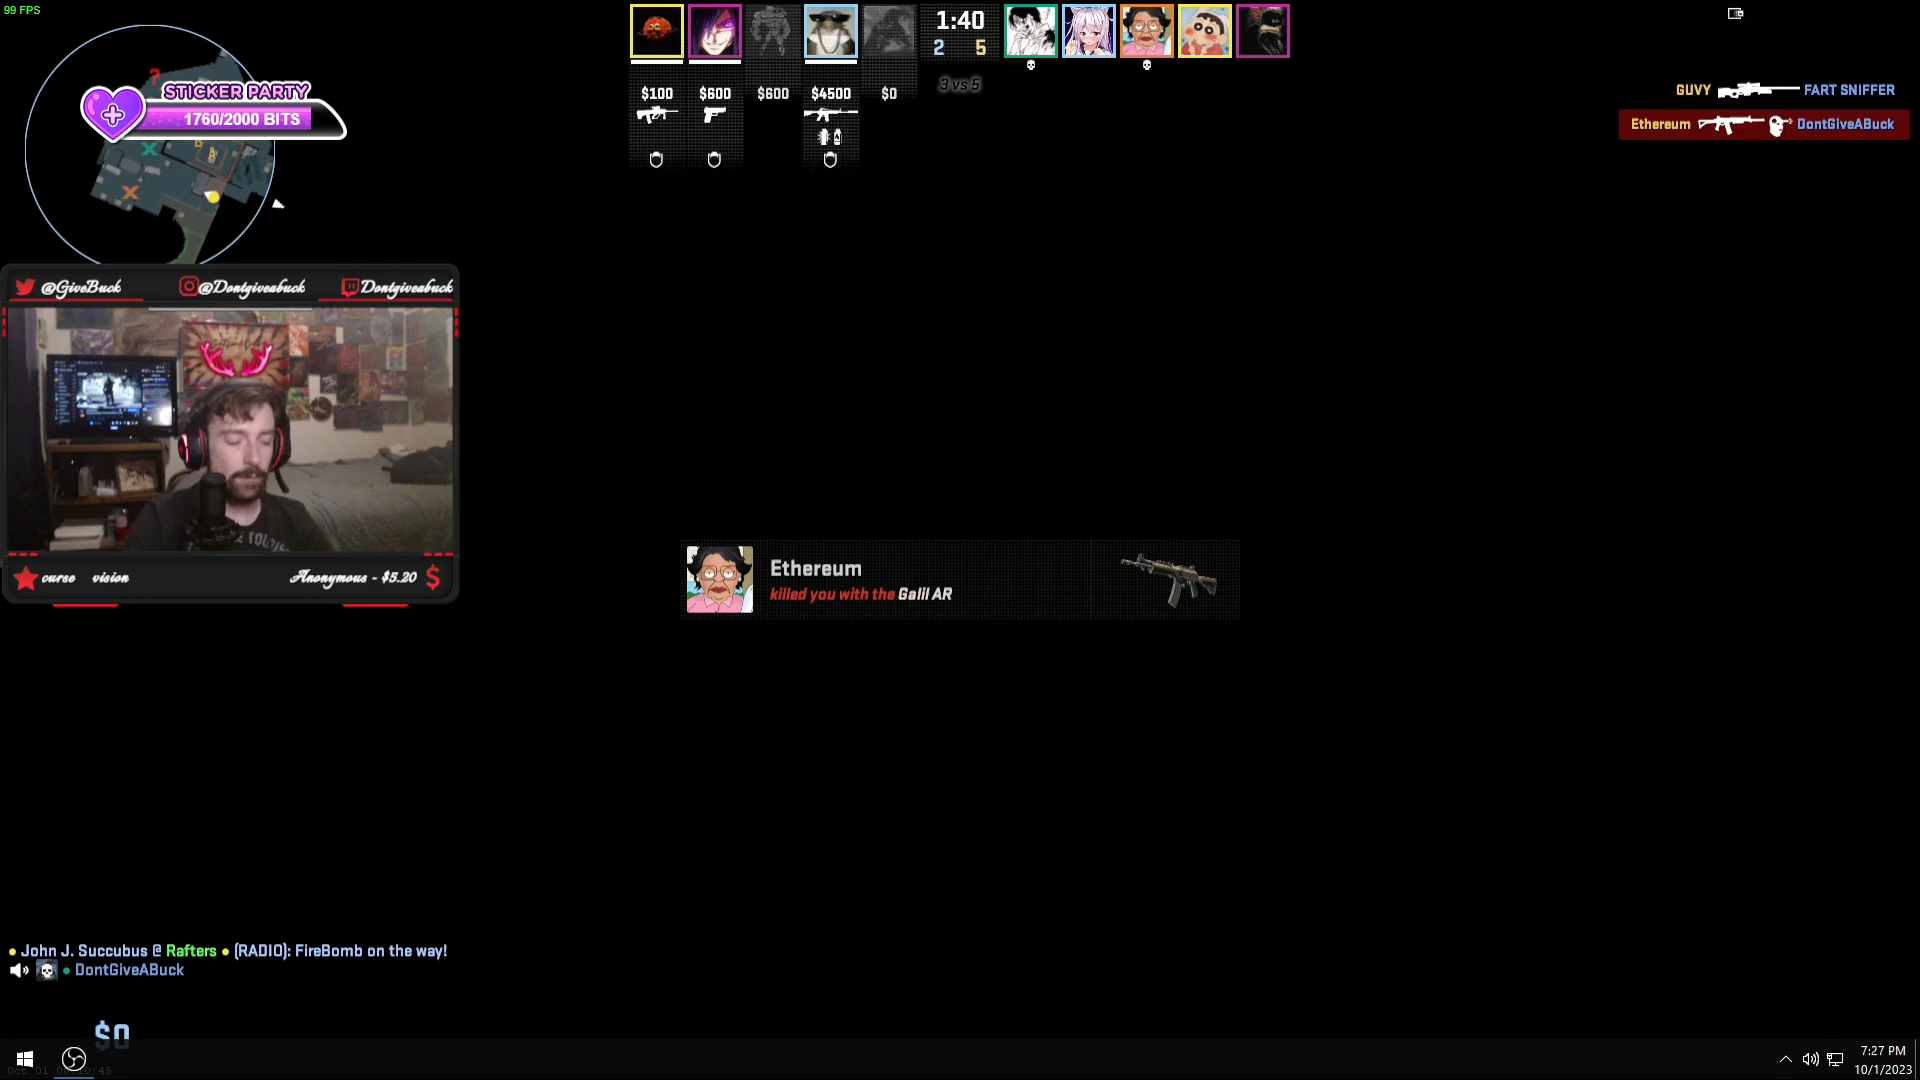 99 FPS
STICKER PARTY
1760/2000 BITS
1:40
2 5
3 vs 5
$100 $600 $600 $4500 $0
GUVY FART SNIFFER
Ethereum DontGiveABuck
@GiveBuck @Dontgiveabuck Dontgiveabuck
curse vision Anonymous - $5.20
Ethereum
killed you with the Galil AR
John J. Succubus @ Rafters (RADIO): FireBomb on the way!
DontGiveABuck
$0
7:27 PM
10/1/2023